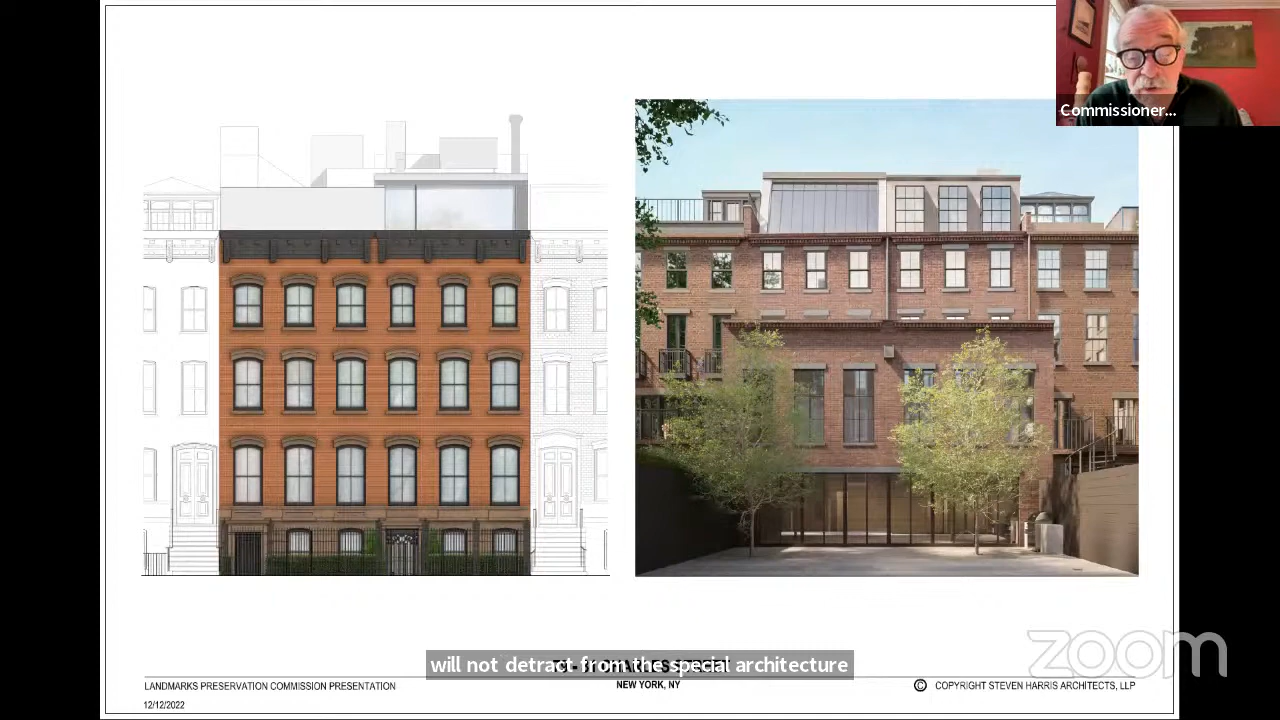 Commissioner...
will not detract from the special architecture
LANDMARKS PRESERVATION COMMISSION PRESENTATION
NEW YORK, NY
© COPYRIGHT STEVEN HARRIS ARCHITECTS, LLP
12/12/2022
zoom